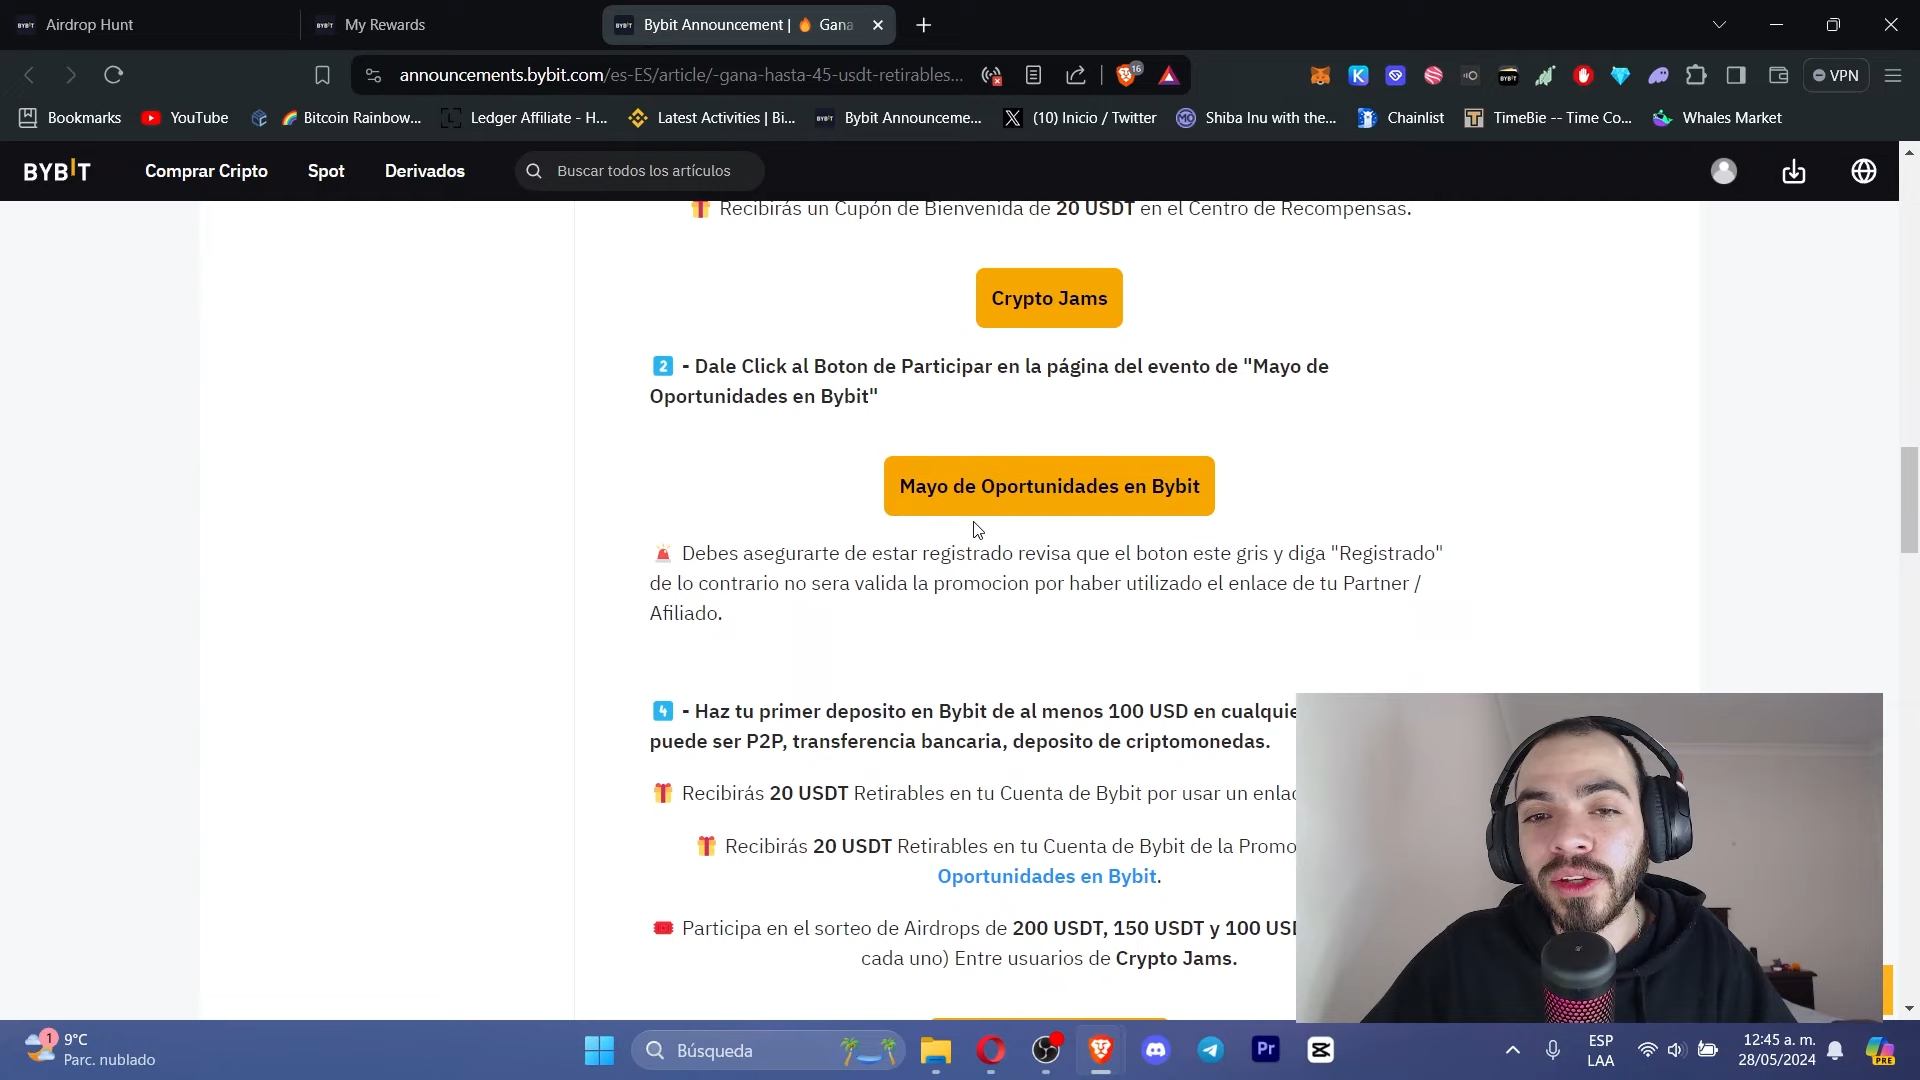 BYBIT Airdrop Hunt
BYBIT My Rewards
BYBIT Bybit Announcement | 🔥 Gana
announcements.bybit.com/es-ES/article/-gana-hasta-45-usdt-retirables...
16
VPN
Bookmarks YouTube Bitcoin Rainbow... Ledger Affiliate - H... Latest Activities | Bi... Bybit Announceme... (10) Inicio / Twitter Shiba Inu with the... Chainlist TimeBie -- Time Co... Whales Market
BYBIT Comprar Cripto Spot Derivados Buscar todos los artículos
🎁 Recibirás un Cupón de Bienvenida de 20 USDT en el Centro de Recompensas.
Crypto Jams
2️⃣ - Dale Click al Boton de Participar en la página del evento de "Mayo de
Oportunidades en Bybit"
Mayo de Oportunidades en Bybit
🚨 Debes asegurarte de estar registrado revisa que el boton este gris y diga "Registrado"
de lo contrario no sera valida la promocion por haber utilizado el enlace de tu Partner /
Afiliado.
4️⃣ - Haz tu primer deposito en Bybit de al menos 100 USD en cualquie
puede ser P2P, transferencia bancaria, deposito de criptomonedas.
🎁 Recibirás 20 USDT Retirables en tu Cuenta de Bybit por usar un enlac
🎁 Recibirás 20 USDT Retirables en tu Cuenta de Bybit de la Promo
Oportunidades en Bybit.
🎟️ Participa en el sorteo de Airdrops de 200 USDT, 150 USDT y 100 USD
cada uno) Entre usuarios de Crypto Jams.
1
9°C
Parc. nublado
Búsqueda
Pr
ESP
LAA
12:45 a. m.
28/05/2024
PRE